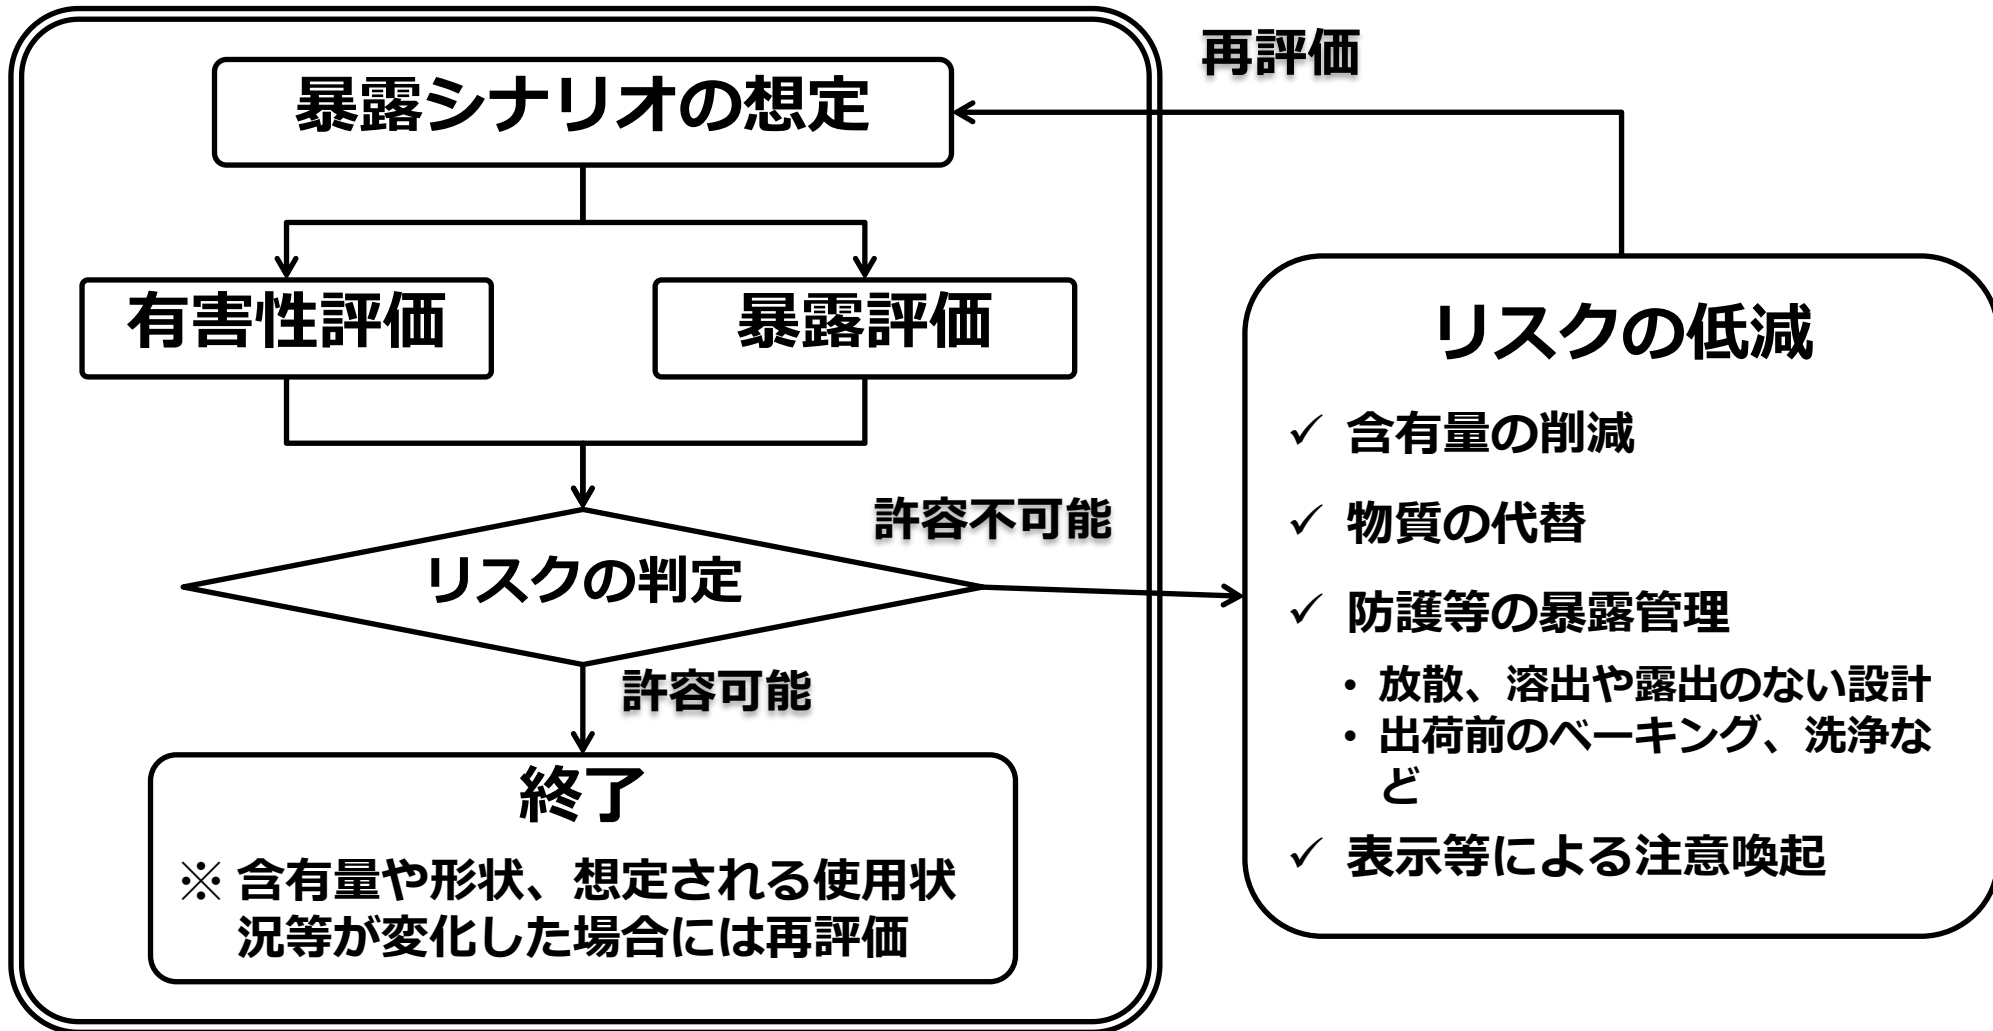 再評価
暴露シナリオの想定
有害性評価
暴露評価
リスクの判定
許容不可能
許容可能
終了
※ 含有量や形状、想定される使用状
況等が変化した場合には再評価
リスクの低減
✓ 含有量の削減
✓ 物質の代替
✓ 防護等の暴露管理
・放散、溶出や露出のない設計
・出荷前のベーキング、洗浄な
ど
✓ 表示等による注意喚起